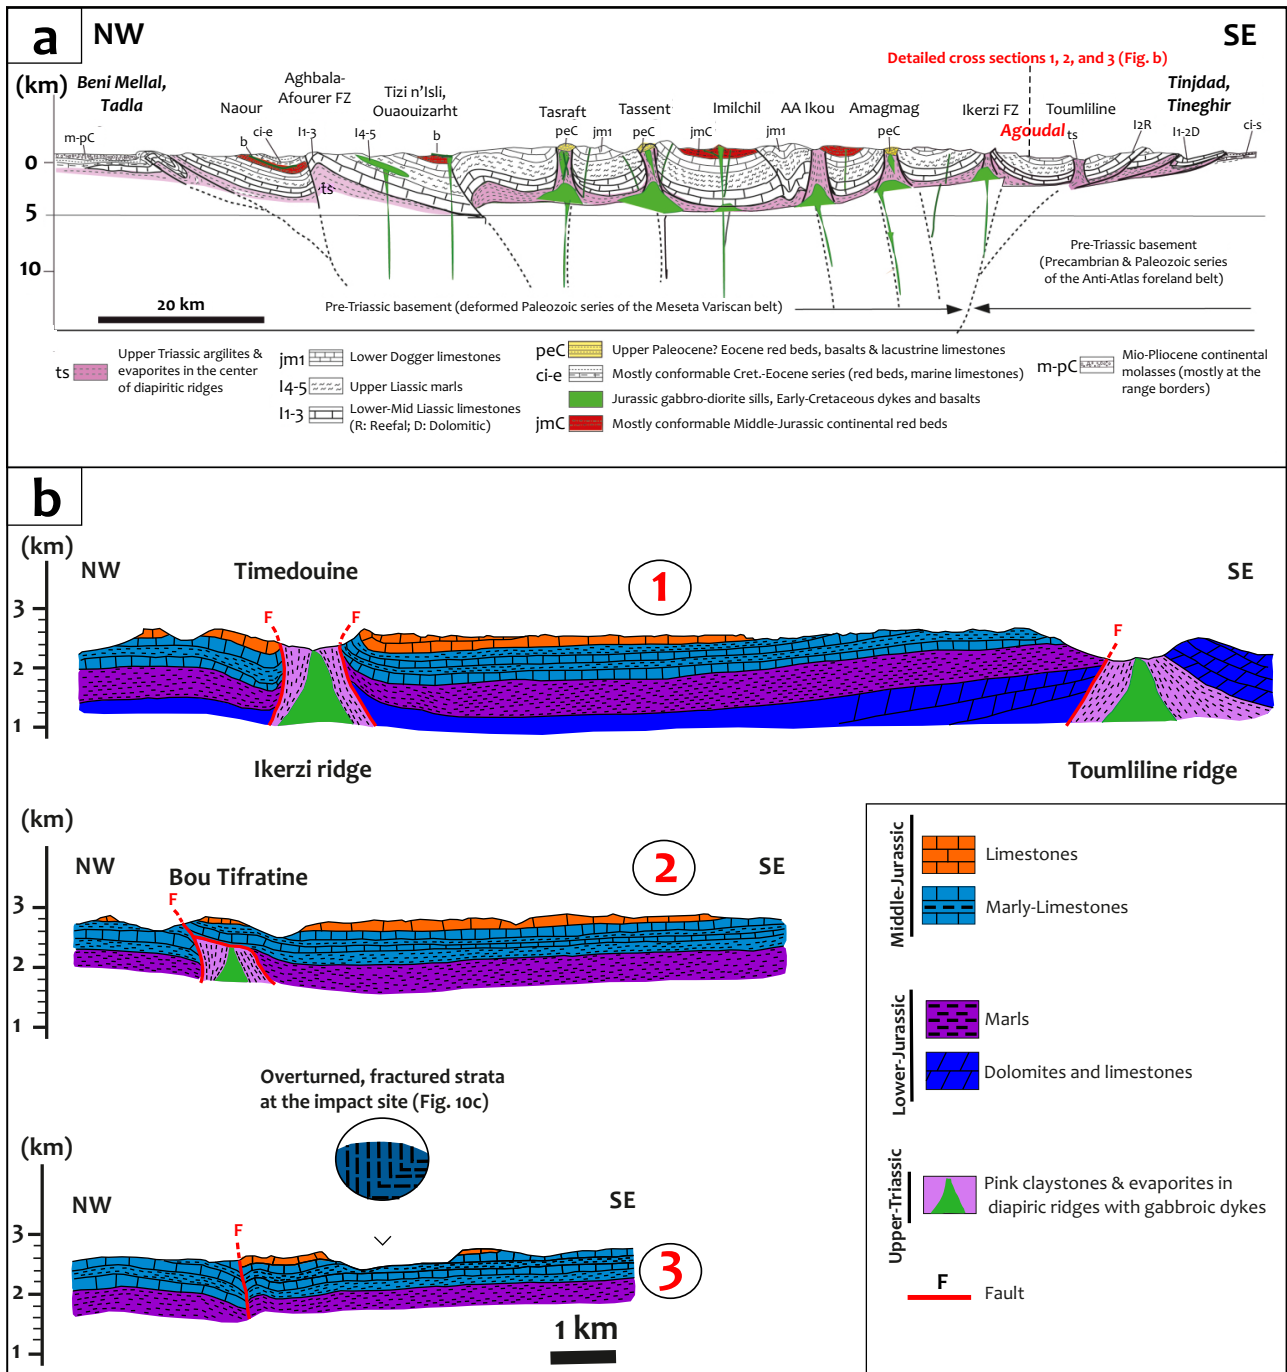 a
NW
SE
(km)
Detailed cross sections 1, 2, and 3 (Fig. b)
Beni Mellal,
Tadla
Aghbala-
Afourer FZ
Tizi n'Isli,
Ouaouizarht
Naour
Tasraft
Tassent
Imilchil
AA Ikou
Amagmag
Ikerzi FZ
Toumliline
Tinjdad,
Tineghir
Agoudal
m-pC
b
ci-e
l1-3
l4-5
b
peC
jm1
peC
jmC
jm1
peC
ts
l2R
l1-2D
ci-s
ts
0
5
10
20 km
Pre-Triassic basement (deformed Paleozoic series of the Meseta Variscan belt)
Pre-Triassic basement
(Precambrian & Paleozoic series
of the Anti-Atlas foreland belt)
ts
Upper Triassic argilites &
evaporites in the center
of diapiritic ridges
jm1 Lower Dogger limestones
l4-5 Upper Liassic marls
l1-3 Lower-Mid Liassic limestones
(R: Reefal; D: Dolomitic)
peC Upper Paleocene? Eocene red beds, basalts & lacustrine limestones
ci-e Mostly conformable Cret.-Eocene series (red beds, marine limestones)
Jurassic gabbro-diorite sills, Early-Cretaceous dykes and basalts
jmC Mostly conformable Middle-Jurassic continental red beds
m-pC
Mio-Pliocene continental
molasses (mostly at the
range borders)
b
(km)
NW
Timedouine
1
SE
F
F
F
3
2
1
Ikerzi ridge
Toumliline ridge
(km)
NW
Bou Tifratine
2
SE
F
3
2
1
Overturned, fractured strata
at the impact site (Fig. 10c)
(km)
NW
SE
F
3
2
1
3
1 km
Middle-Jurassic
Limestones
Marly-Limestones
Lower-Jurassic
Marls
Dolomites and limestones
Upper-Triassic
Pink claystones & evaporites in
diapiric ridges with gabbroic dykes
F
Fault